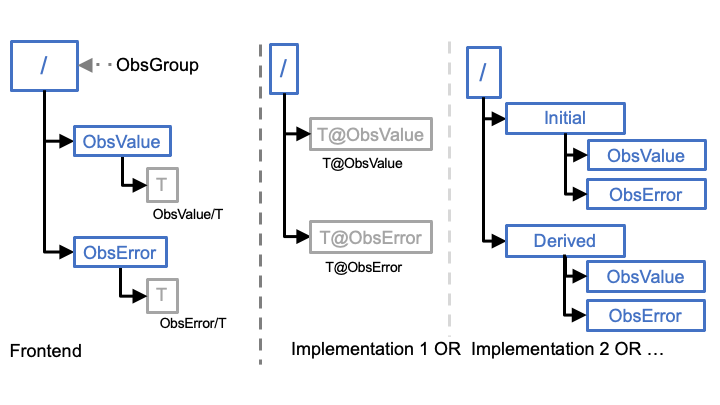 /
ObsGroup
ObsValue
T
ObsValue/T
ObsError
T
ObsError/T
Frontend
/
T@ObsValue
T@ObsValue
T@ObsError
T@ObsError
Implementation 1 OR
/
Initial
ObsValue
ObsError
Derived
ObsValue
ObsError
Implementation 2 OR ...